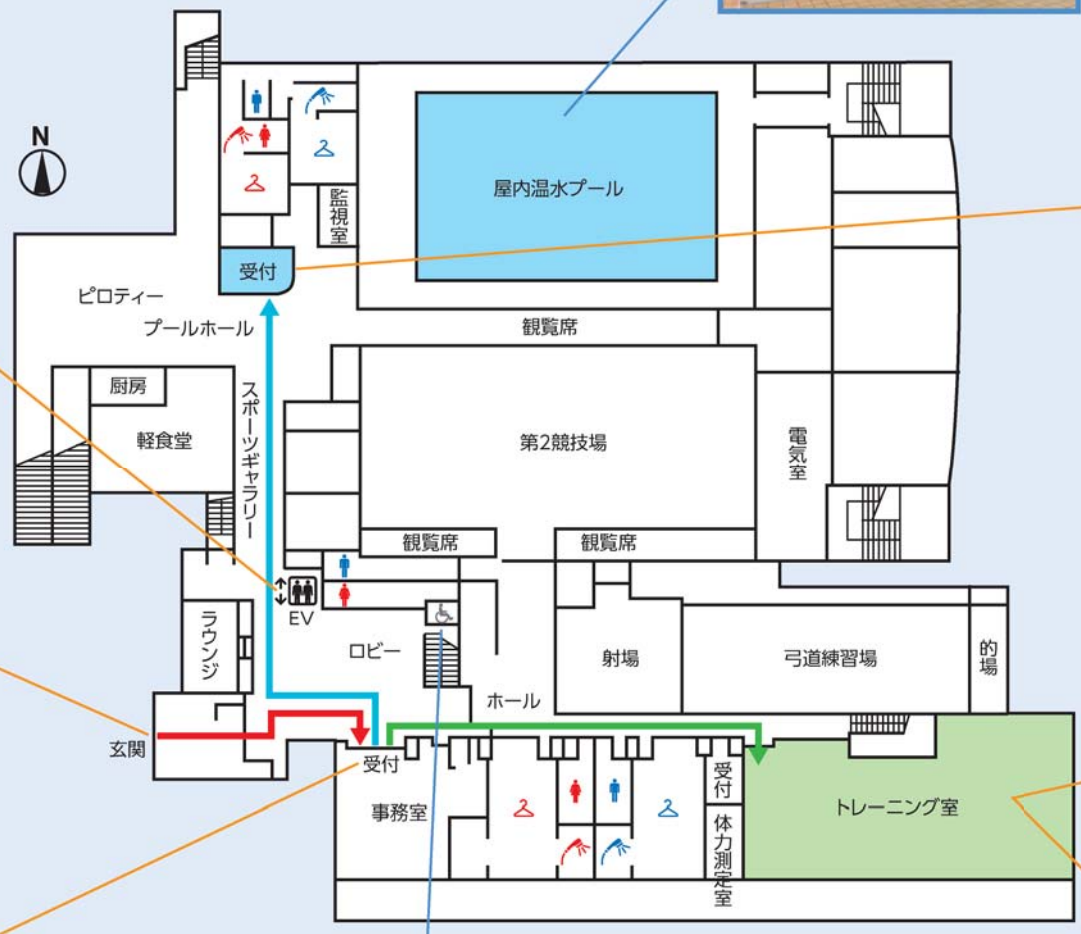 N
屋内温水プール
監視室
受付
ピロティー
プールホール
観覧席
厨房
軽食堂
スポーツギャラリー
第2競技場
電気室
観覧席
観覧席
EV
ラウンジ
ロビー
射場
弓道練習場
的場
ホール
玄関
受付
事務室
受付
体力測定室
トレーニング室